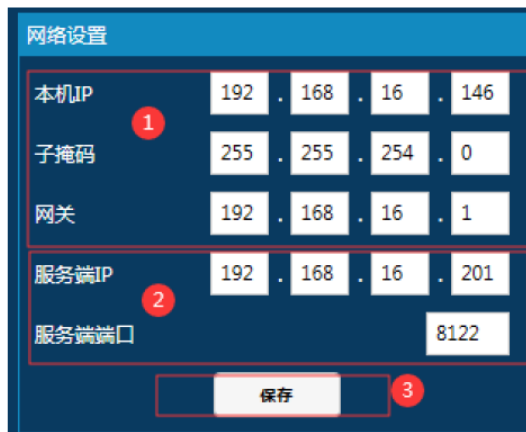 网络设置
本机IP 192 . 168 . 16 . 146
1
子掩码 255 . 255 . 254 . 0
网关 192 . 168 . 16 . 1
服务端IP 192 . 168 . 16 . 201
2
服务端端口 8122
保存 3